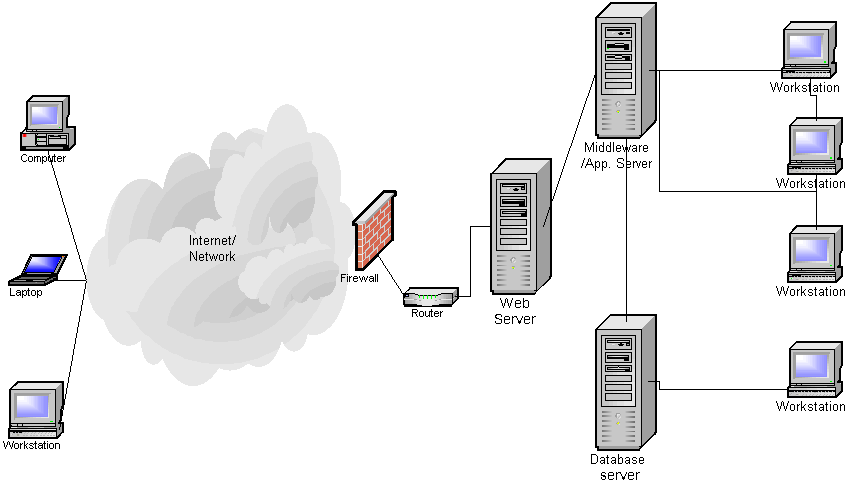 Computer
Laptop
Workstation
Internet/
Network
Firewall
Router
Web
Server
Middleware
/App. Server
Database
server
Workstation
Workstation
Workstation
Workstation